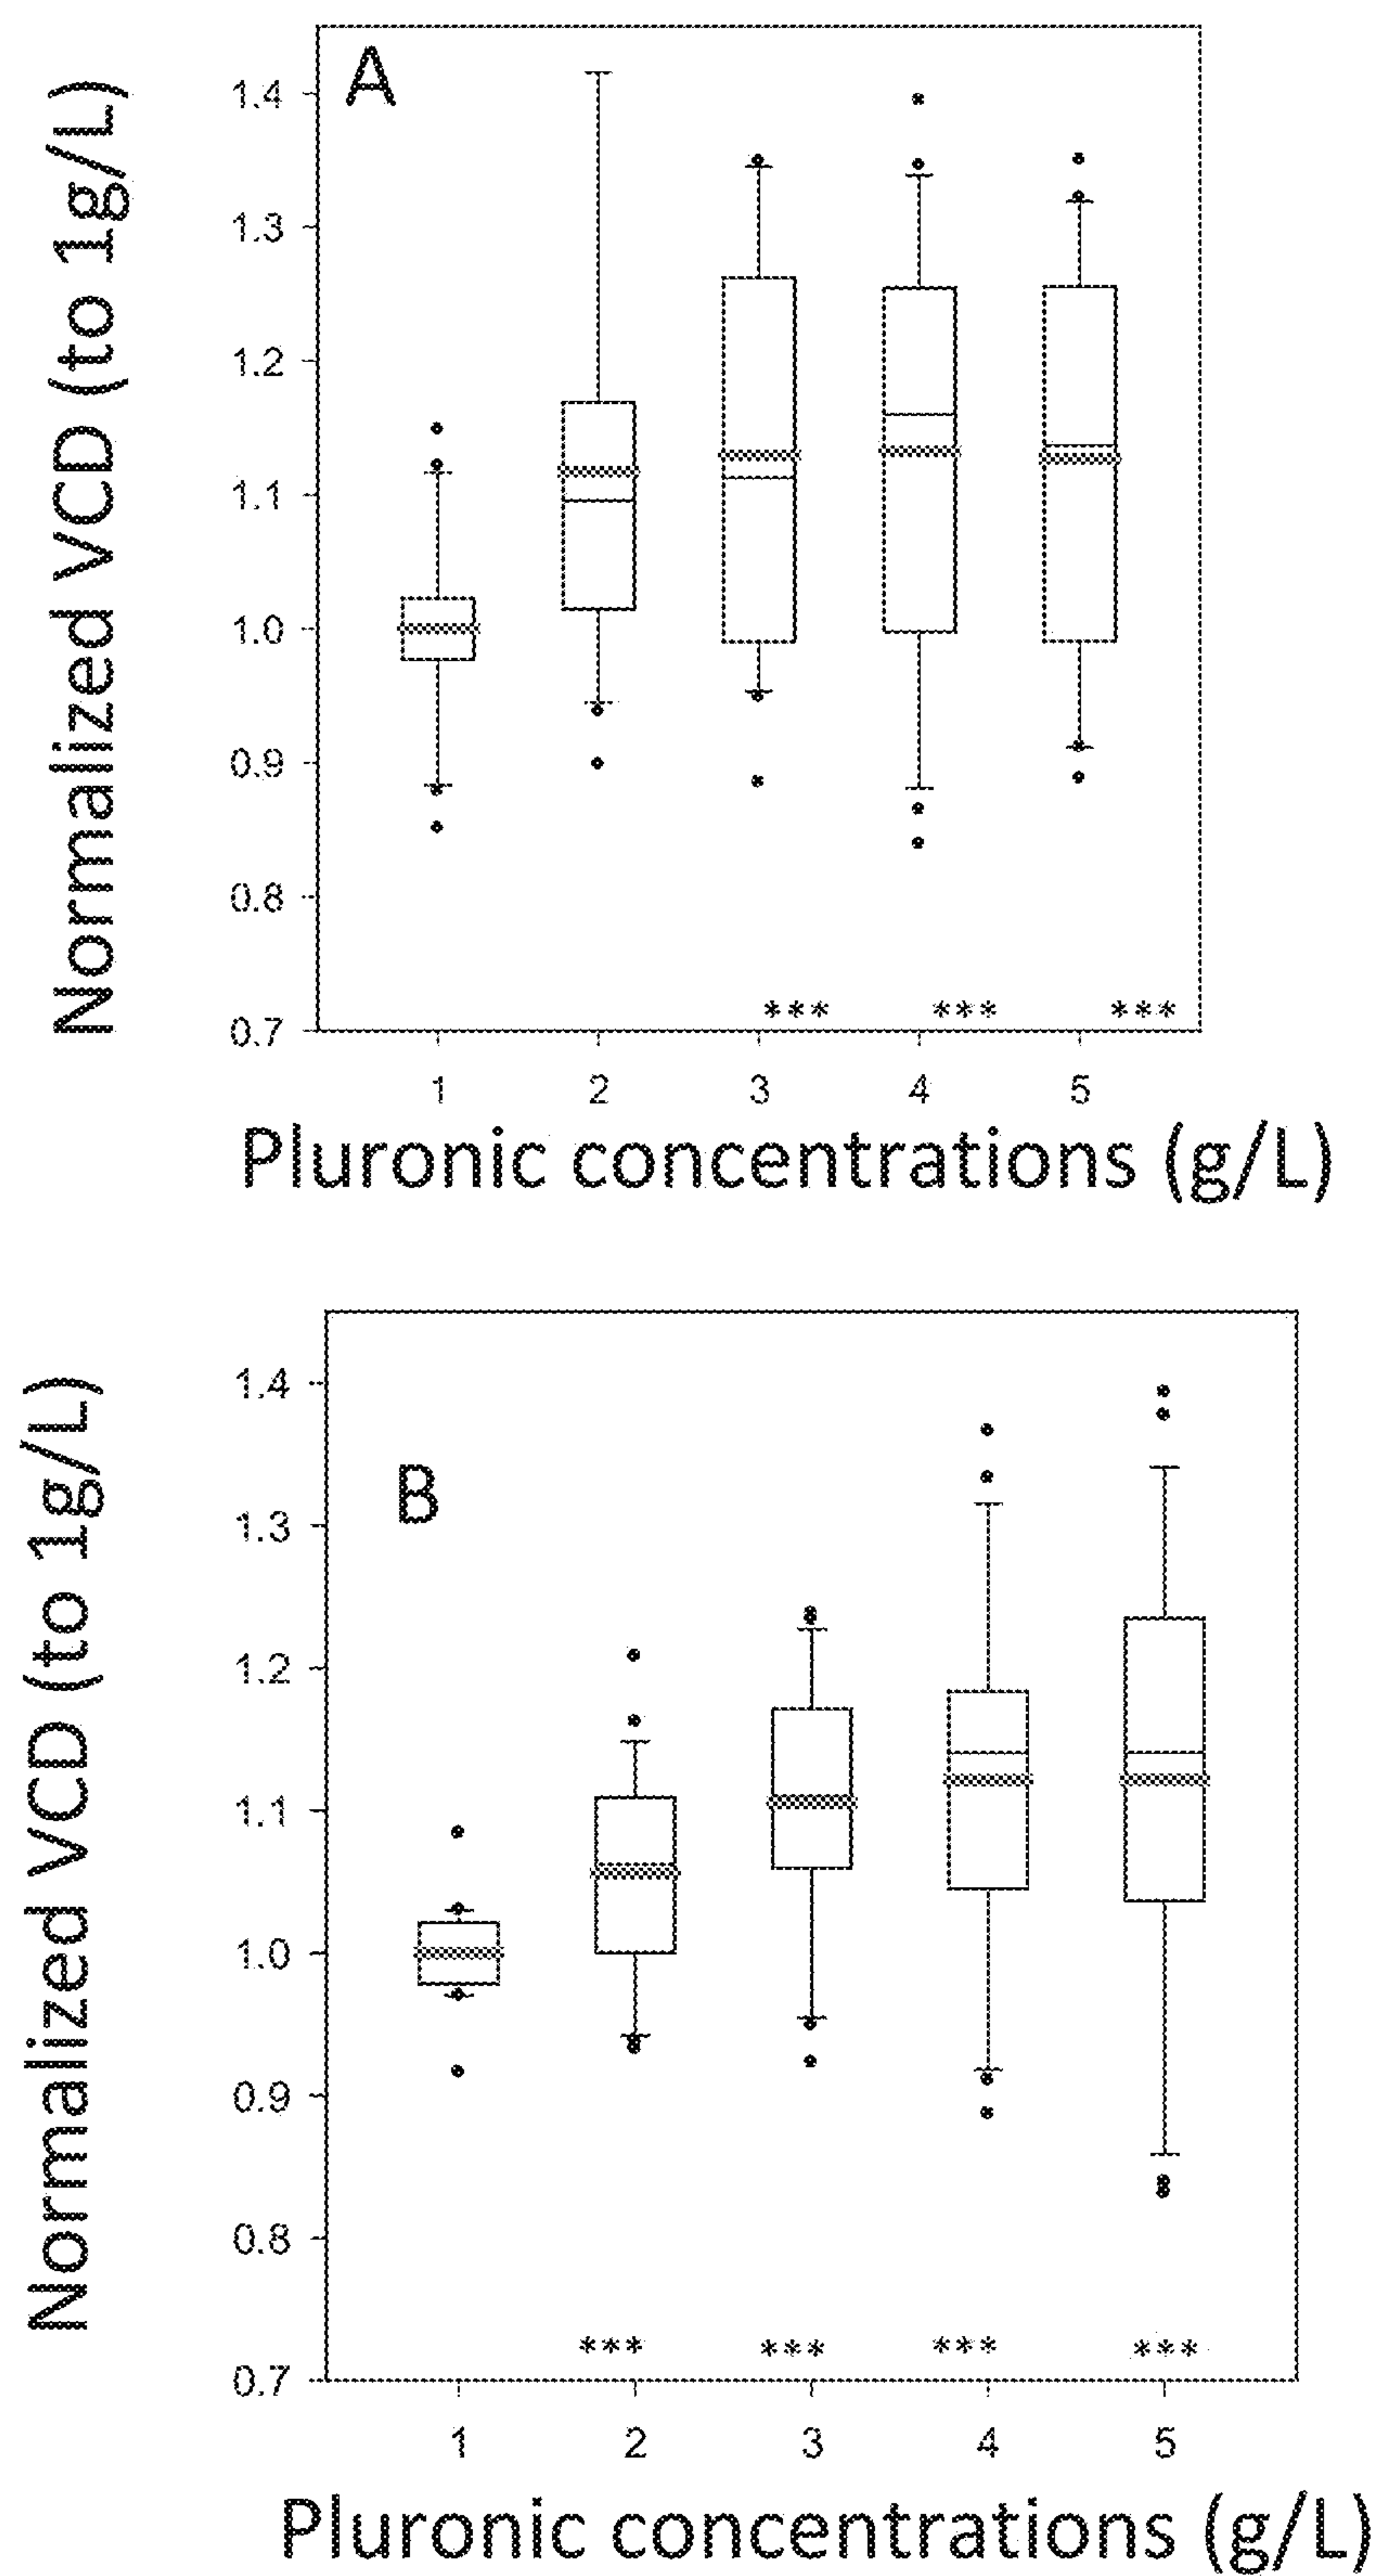 A
Normalized VCD (to 1g/L)
1.4
1.3
1.2
1.1
1.0
0.9
0.8
0.7
*** *** ***
1 2 3 4 5
Pluronic concentrations (g/L)
B
Normalized VCD (to 1g/L)
1.4
1.3
1.2
1.1
1.0
0.9
0.8
0.7
*** *** *** ***
1 2 3 4 5
Pluronic concentrations (g/L)